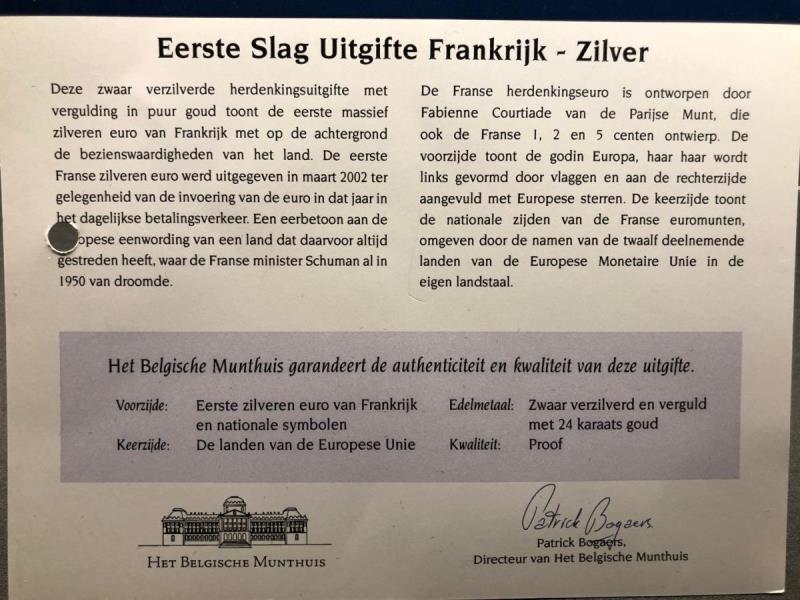 Eerste Slag Uitgifte Frankrijk - Zilver
Deze zwaar verzilverde herdenkingsuitgifte met
vergulding in puur goud toont de eerste massief
zilveren euro van Frankrijk met op de achtergrond
de bezienswaardigheden van het land. De eerste
Franse zilveren euro werd uitgegeven in maart 2002 ter
gelegenheid van de invoering van de euro in dat jaar in
het dagelijkse betalingsverkeer. Een eerbetoon aan de
opese eenwording van een land dat daarvoor altijd
gestreden heeft, waar de Franse minister Schuman al in
1950 van droomde.
De Franse herdenkingseuro is ontworpen door
Fabienne Courtiade van de Parijse Munt, die
ook de Franse 1, 2 en 5 centen ontwierp. De
voorzijde toont de godin Europa, haar haar wordt
links gevormd door vlaggen en aan de rechterzijde
aangevuld met Europese sterren. De keerzijde toont
de nationale zijden van de Franse euromunten,
omgeven door de namen van de twaalf deelnemende
landen van de Europese Monetaire Unie in de
eigen landstaal.
Het Belgische Munthuis garandeert de authenticiteit en kwaliteit van deze uitgifte.
Voorzijde: Eerste zilveren euro van Frankrijk
en nationale symbolen
Keerzijde: De landen van de Europese Unie
Edelmetaal: Zwaar verzilverd en verguld
met 24 karaats goud
Kwaliteit: Proof
HET BELGISCHE MUNTHUIS
Patrick Bogaers
Patrick Bogaers,
Directeur van Het Belgische Munthuis